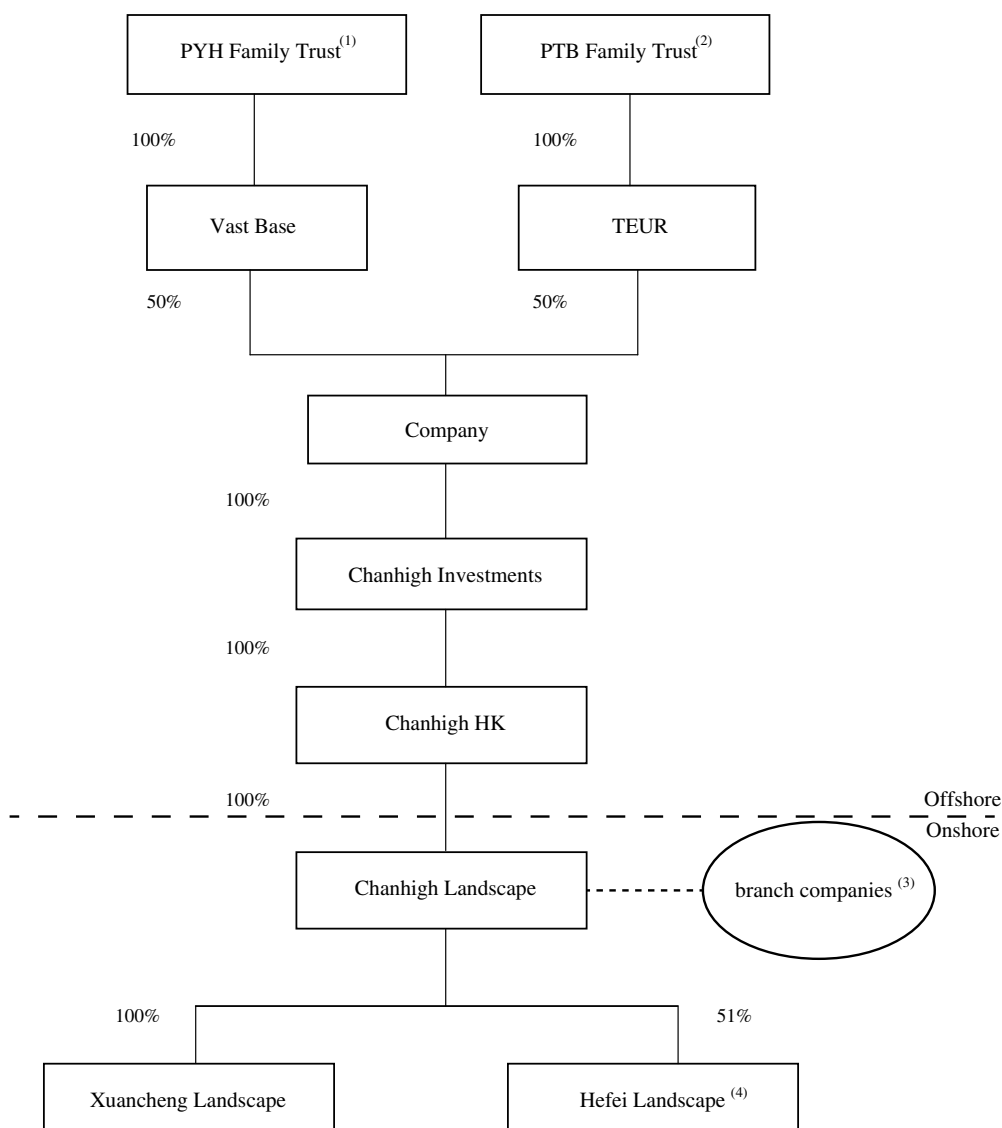 PYH Family Trust(1)
PTB Family Trust(2)
100%
100%
Vast Base
TEUR
50%
50%
Company
100%
Chanhigh Investments
100%
Chanhigh HK
100%
Offshore
Onshore
Chanhigh Landscape
branch companies (3)
100%
51%
Xuancheng Landscape
Hefei Landscape (4)